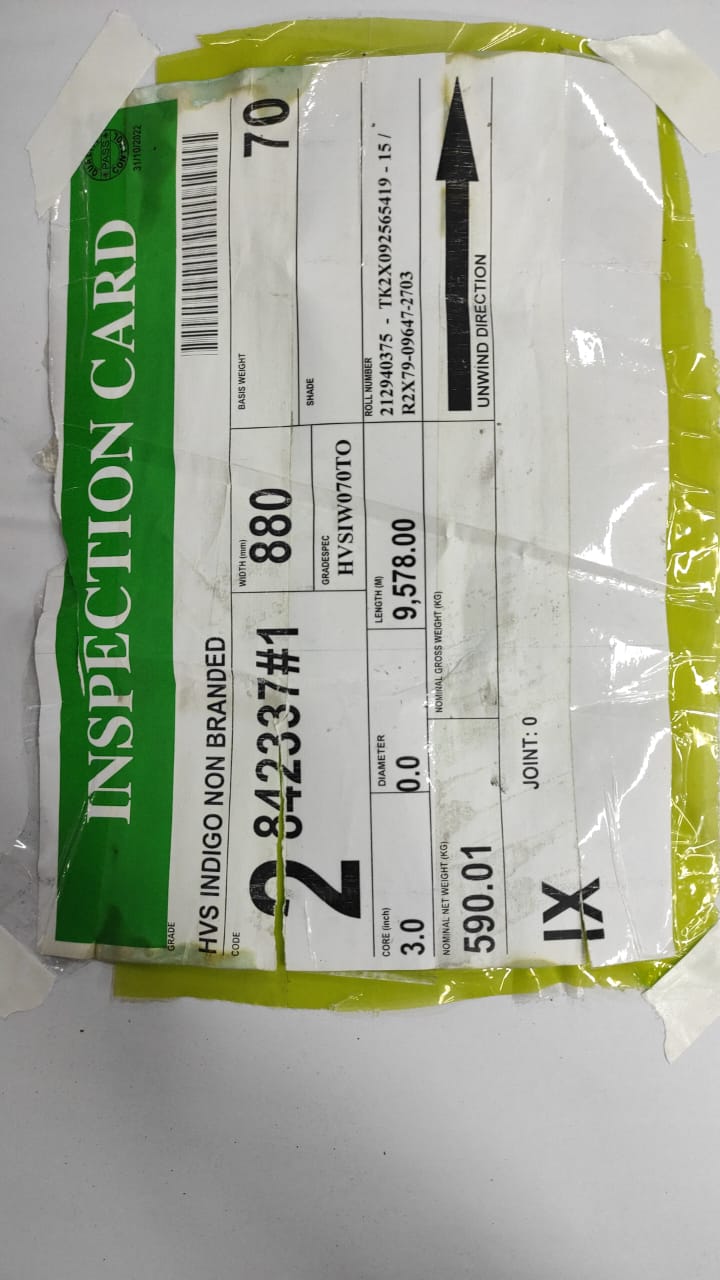 INSPECTION CARD
PASS
31/10/2022
GRADE
HVS INDIGO NON BRANDED
CODE
2 842337#1
WIDTH (mm)
880
BASIS WEIGHT
70
GRADESPEC
HVSIW070TO
SHADE
CORE (inch)
3.0
DIAMETER
0.0
LENGTH (M)
9,578.00
ROLL NUMBER
212940375 - TK2X092565419 - 15 /
R2X79-09647-2703
NOMINAL NET WEIGHT (KG)
590.01
NOMINAL GROSS WEIGHT (KG)
UNWIND DIRECTION
JOINT: 0
IX